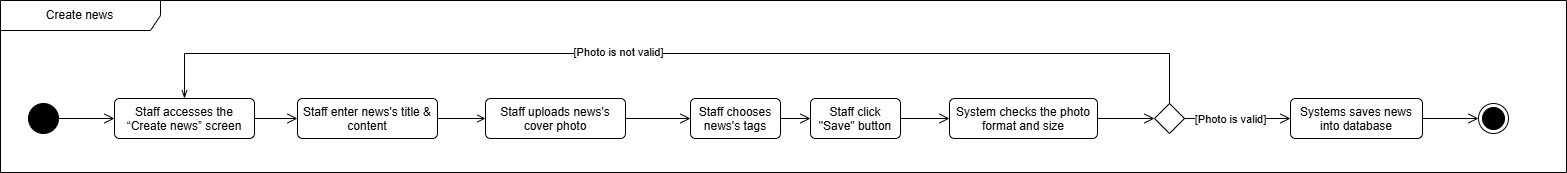 Create news
[Photo is not valid]
Staff accesses the
“Create news” screen
Staff enter news's title &
content
Staff uploads news's
cover photo
Staff chooses
news's tags
Staff click
"Save" button
System checks the photo
format and size
[Photo is valid]
Systems saves news
into database